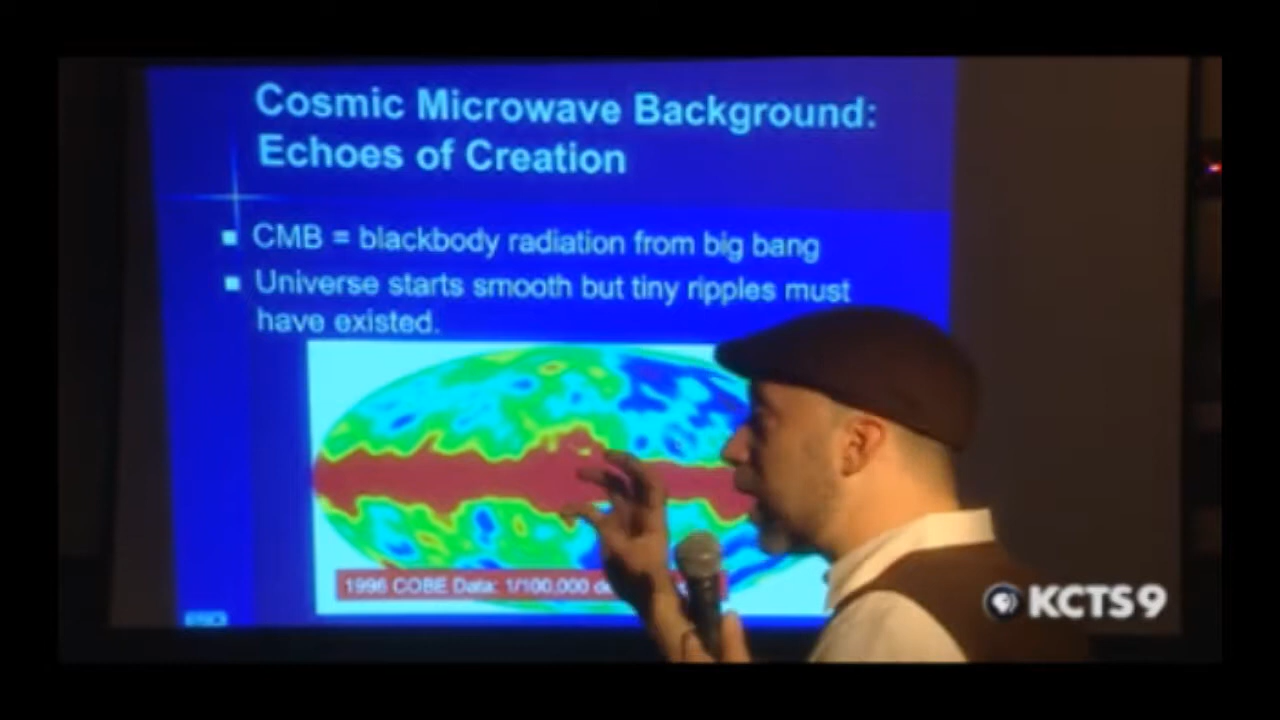 Cosmic Microwave Background:
Echoes of Creation
CMB = blackbody radiation from big bang
Universe starts smooth but tiny ripples must
have existed.
1996 COBE Data: 1/100,000
KCTS9